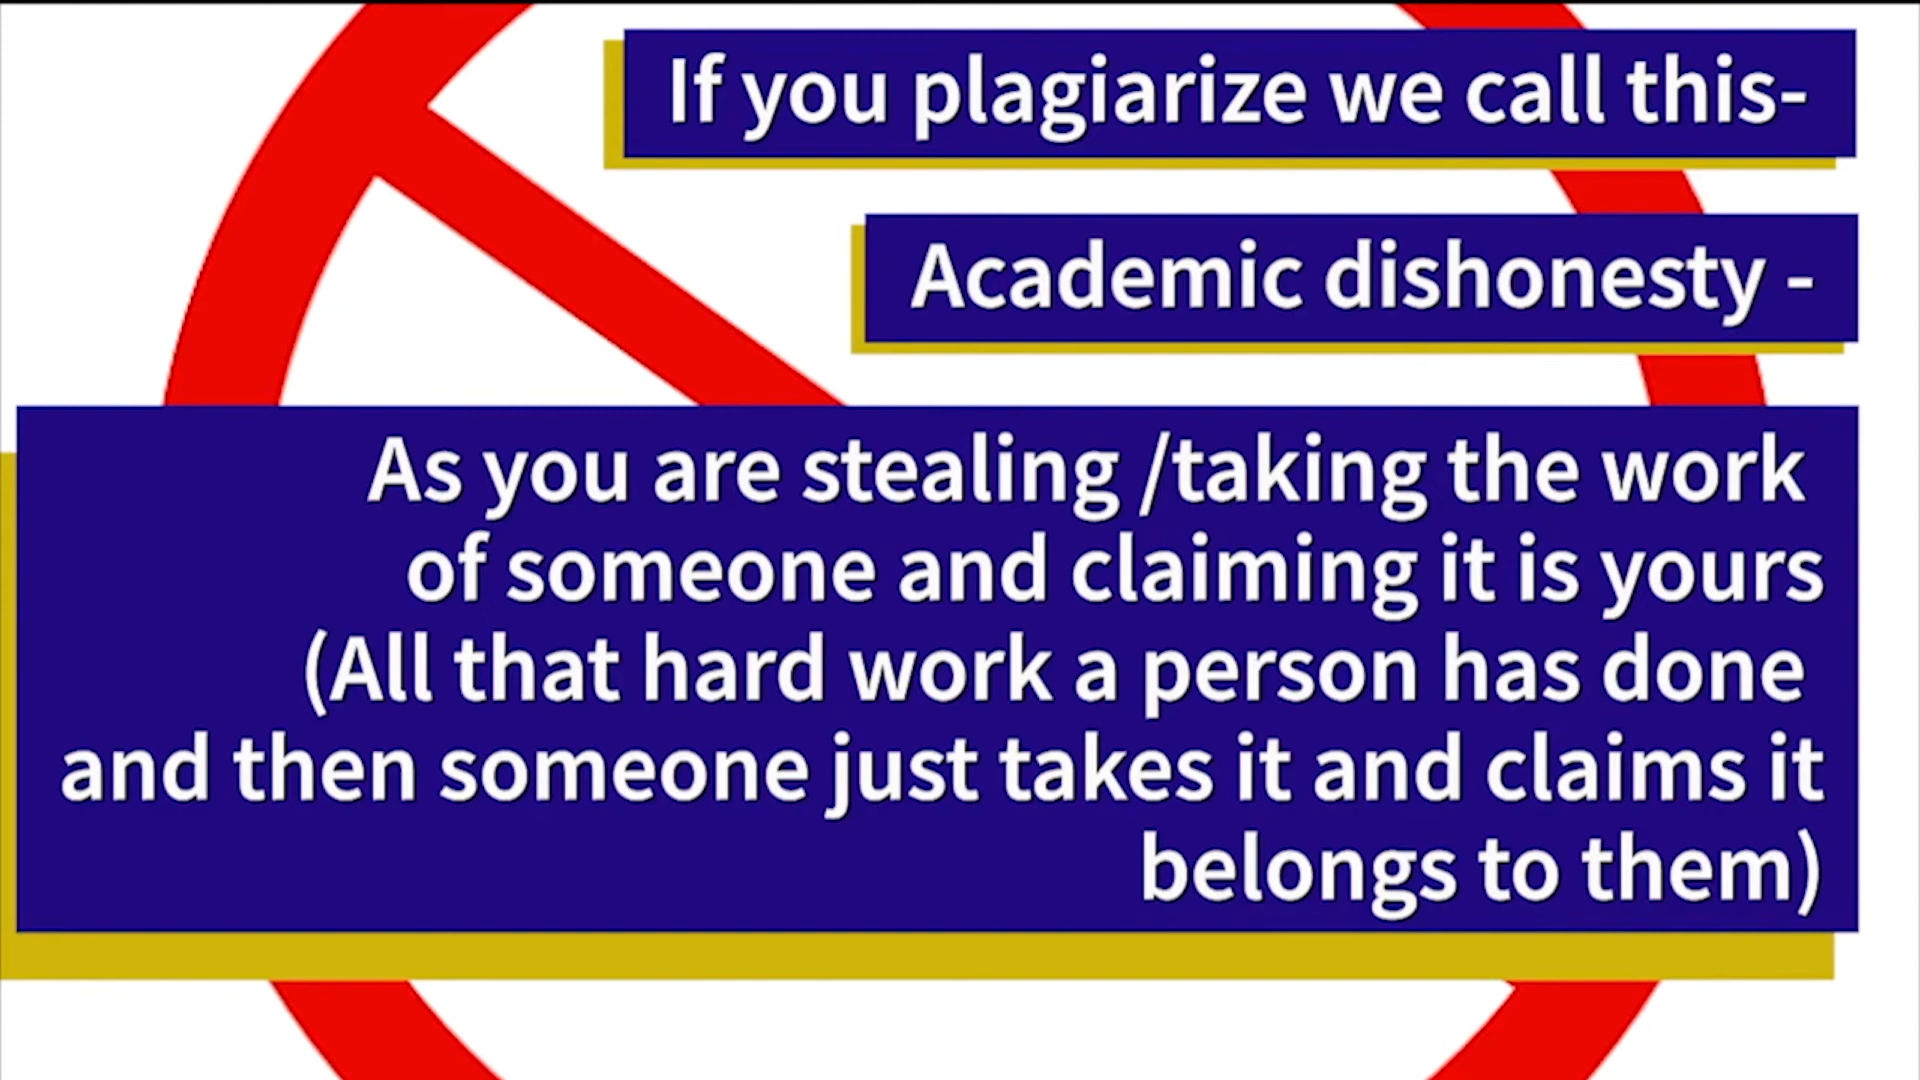 If you plagiarize we call this-
Academic dishonesty -
As you are stealing /taking the work
of someone and claiming it is yours
(All that hard work a person has done
and then someone just takes it and claims it
belongs to them)